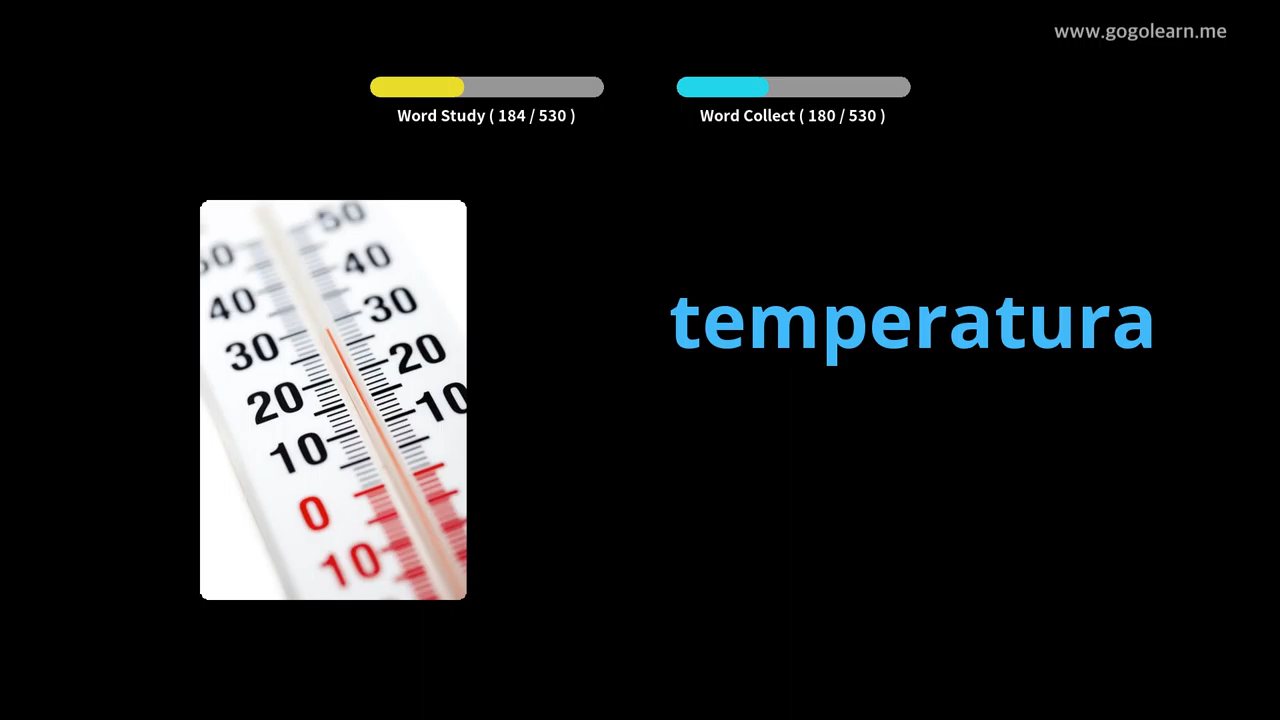 www.gogolearn.me
Word Study ( 184 / 530 )
Word Collect ( 180 / 530 )
temperatura
50
40 40
30 30
20 20
10 10
0
10